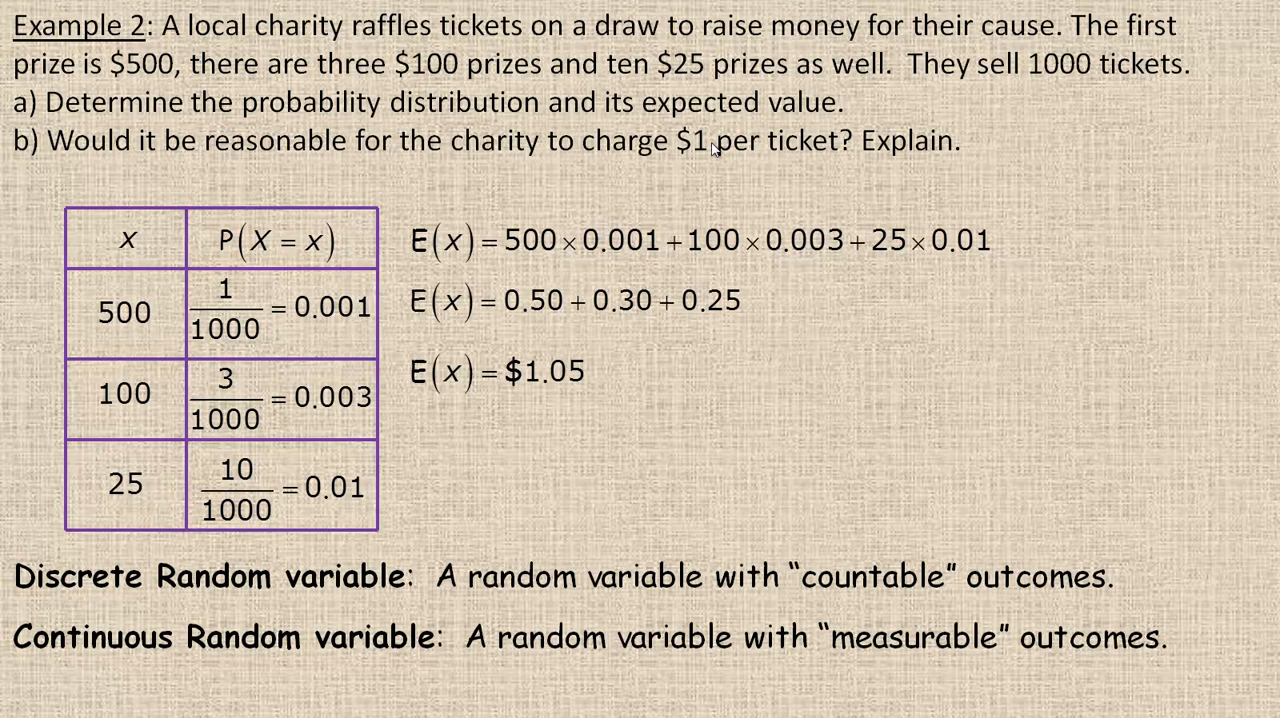 Example 2: A local charity raffles tickets on a draw to raise money for their cause. The first
prize is $500, there are three $100 prizes and ten $25 prizes as well. They sell 1000 tickets.
a) Determine the probability distribution and its expected value.
b) Would it be reasonable for the charity to charge $1 per ticket? Explain.
x P(X = x)
500 1/1000 = 0.001
100 3/1000 = 0.003
25 10/1000 = 0.01
E(x) = 500 × 0.001 + 100 × 0.003 + 25 × 0.01
E(x) = 0.50 + 0.30 + 0.25
E(x) = $1.05
Discrete Random variable: A random variable with “countable” outcomes.
Continuous Random variable: A random variable with “measurable” outcomes.